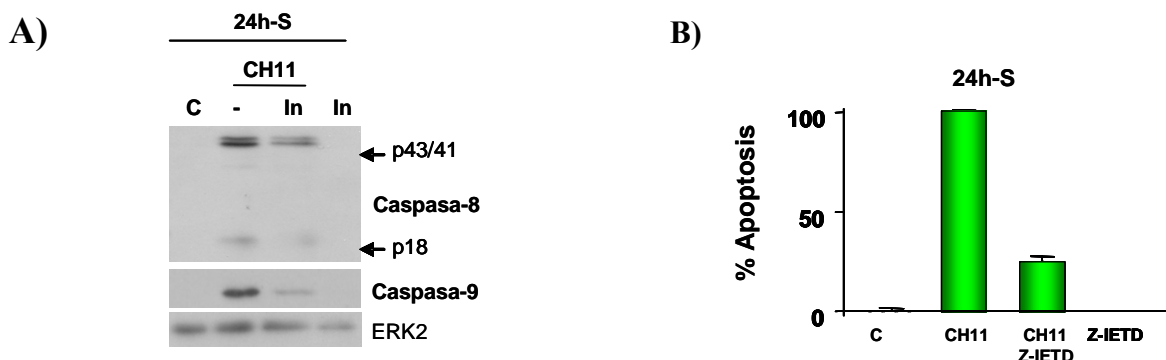 A)
24h-S
CH11
C - In In
p43/41
Caspasa-8
p18
Caspasa-9
ERK2
B)
24h-S
% Apoptosis
100
50
0
C CH11 CH11 Z-IETD
Z-IETD